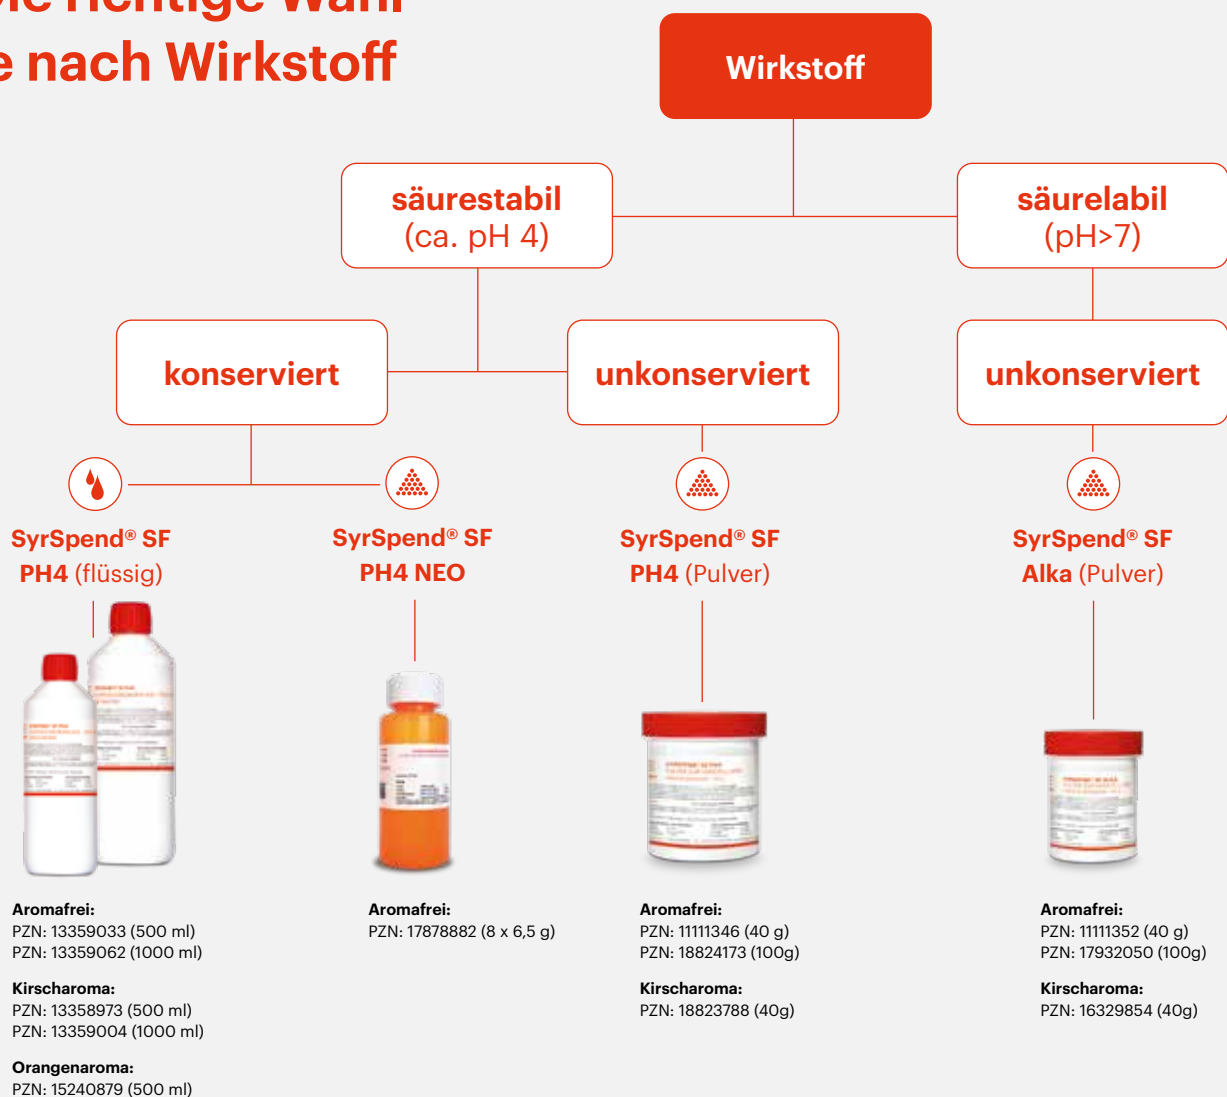 Die richtige Wahl
e nach Wirkstoff
Wirkstoff
säurestabil
(ca. pH 4)
säurelabil
(pH>7)
konserviert
unkonserviert
unkonserviert
SyrSpend® SF
PH4 (flüssig)
SyrSpend® SF
PH4 NEO
SyrSpend® SF
PH4 (Pulver)
SyrSpend® SF
Alka (Pulver)
Aromafrei:
PZN: 13359033 (500 ml)
PZN: 13359062 (1000 ml)
Kirscharoma:
PZN: 13358973 (500 ml)
PZN: 13359004 (1000 ml)
Orangenaroma:
PZN: 15240879 (500 ml)
Aromafrei:
PZN: 17878882 (8 x 6,5 g)
Aromafrei:
PZN: 11111346 (40 g)
PZN: 18824173 (100g)
Kirscharoma:
PZN: 18823788 (40g)
Aromafrei:
PZN: 11111352 (40 g)
PZN: 17932050 (100g)
Kirscharoma:
PZN: 16329854 (40g)